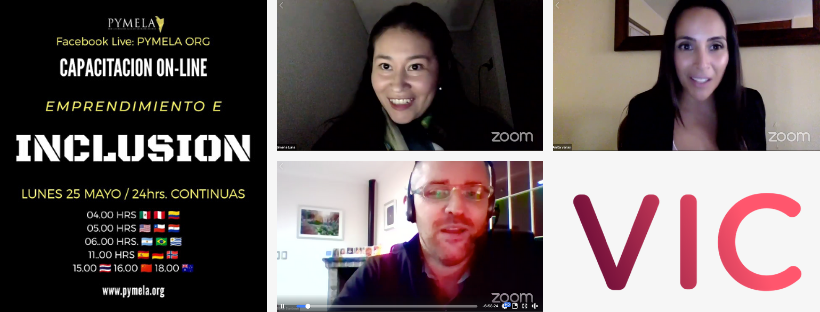 PYMELA
Facebook Live: PYMELA ORG
CAPACITACION ON-LINE
EMPRENDIMIENTO E
INCLUSION
LUNES 25 MAYO / 24hrs. CONTINUAS
04.00 HRS
05.00 HRS
06..00 HRS.
11.00 HRS
15.00 16.00 18.00
www.pymela.org
zoom
zoom
zoom
VIC